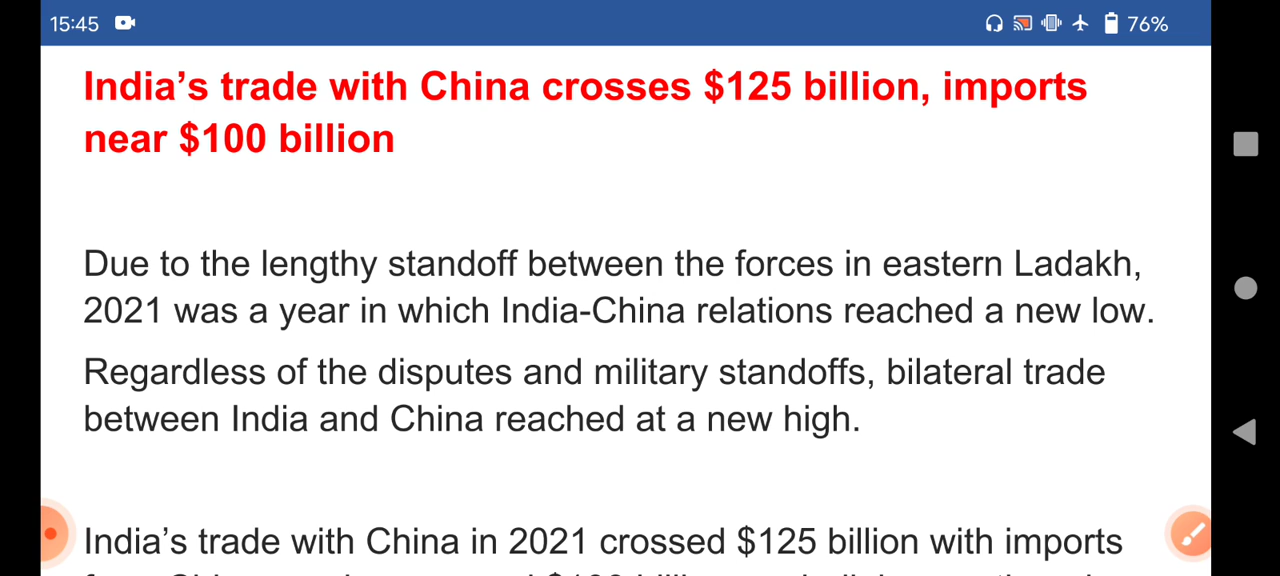 15:45
76%
India’s trade with China crosses $125 billion, imports
near $100 billion
Due to the lengthy standoff between the forces in eastern Ladakh,
2021 was a year in which India-China relations reached a new low.
Regardless of the disputes and military standoffs, bilateral trade
between India and China reached at a new high.
India’s trade with China in 2021 crossed $125 billion with imports